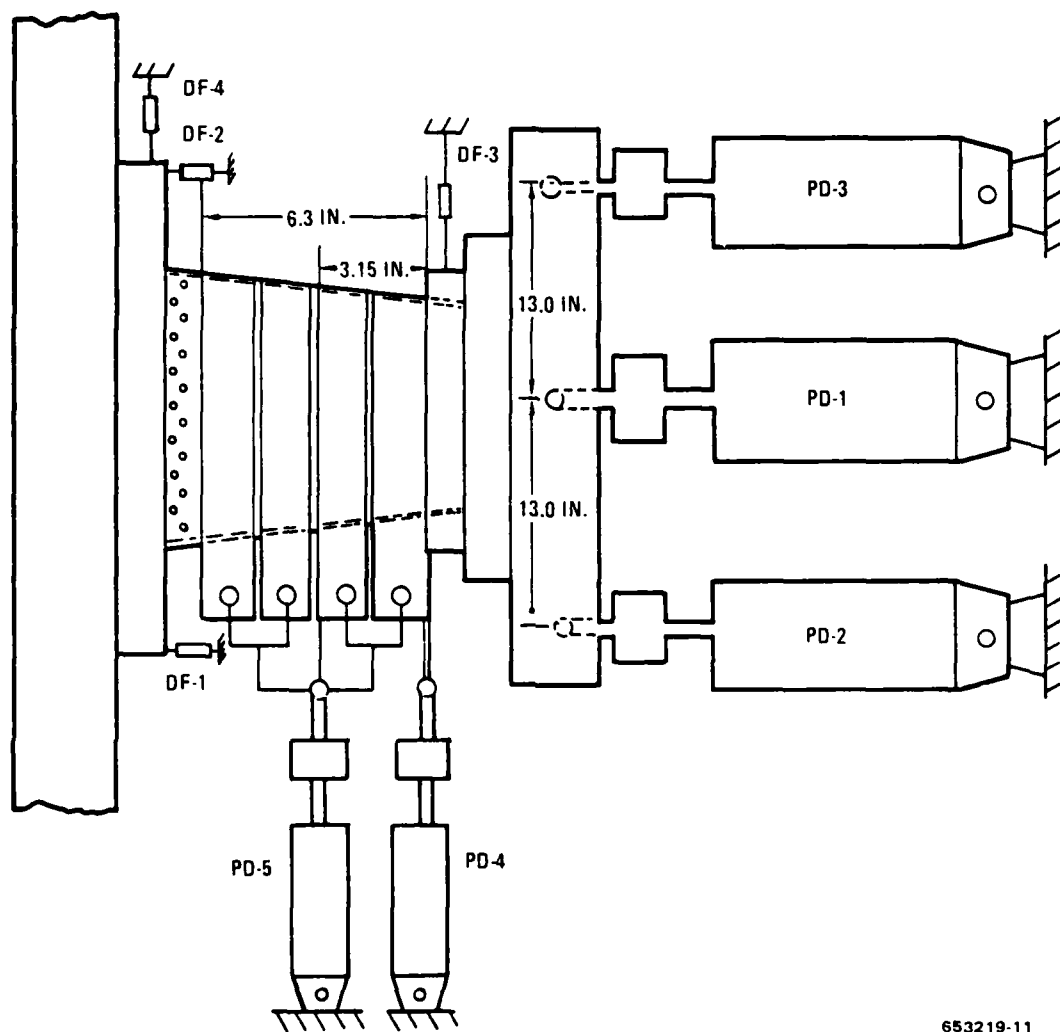 DF-4
DF-2
DF-3
6.3 IN.
3.15 IN.
13.0 IN.
13.0 IN.
PD-3
PD-1
PD-2
DF-1
PD-5
PD-4
653219-11